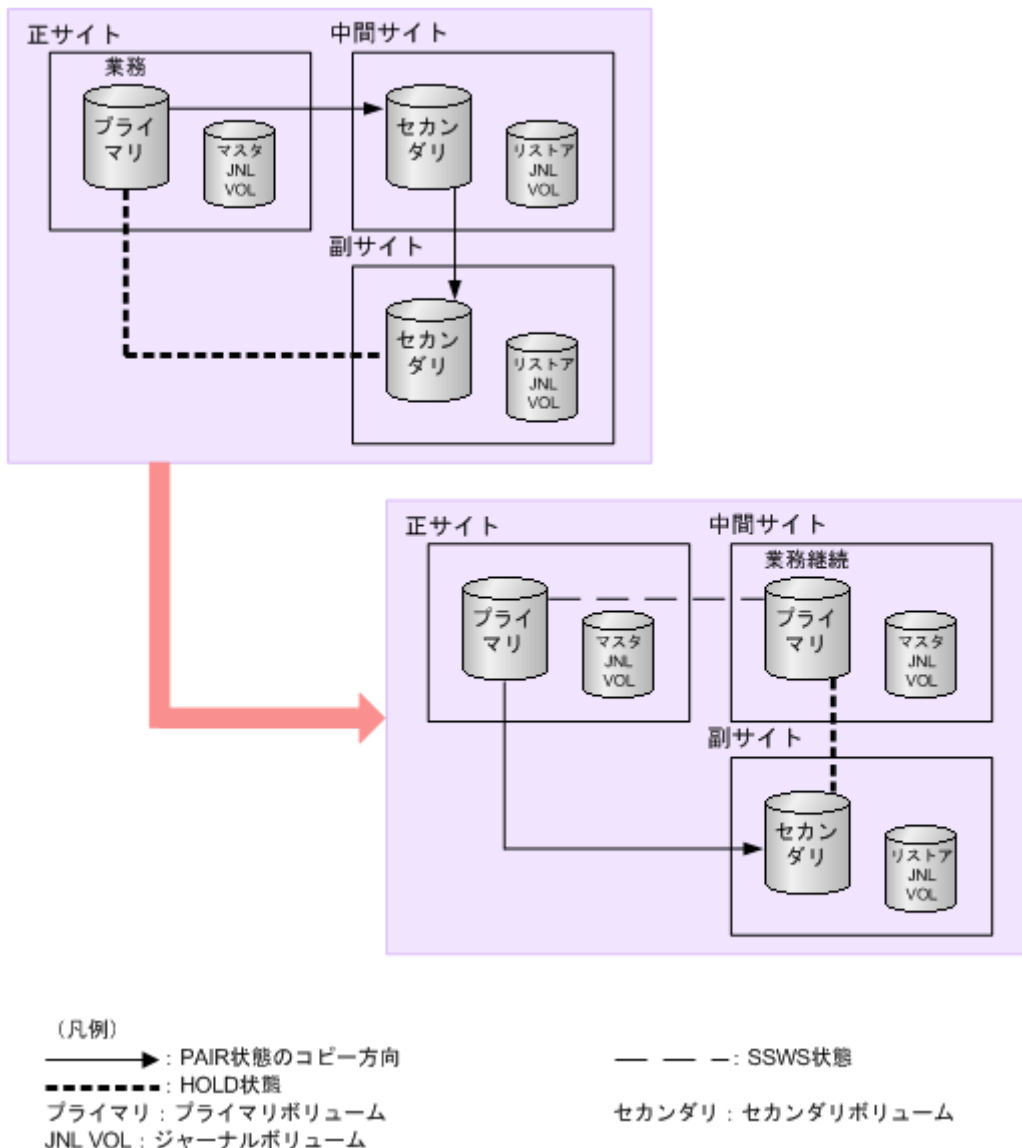 正サイト
業務
プライ
マリ
マスタ
JNL
VOL
中間サイト
セカン
ダリ
リストア
JNL
VOL
副サイト
セカン
ダリ
リストア
JNL
VOL
正サイト
プライ
マリ
マスタ
JNL
VOL
中間サイト
業務継続
プライ
マリ
マスタ
JNL
VOL
副サイト
セカン
ダリ
リストア
JNL
VOL
（凡例）
：PAIR状態のコピー方向
：SSWS状態
：HOLD状態
プライマリ：プライマリボリューム
セカンダリ：セカンダリボリューム
JNL VOL：ジャーナルボリューム